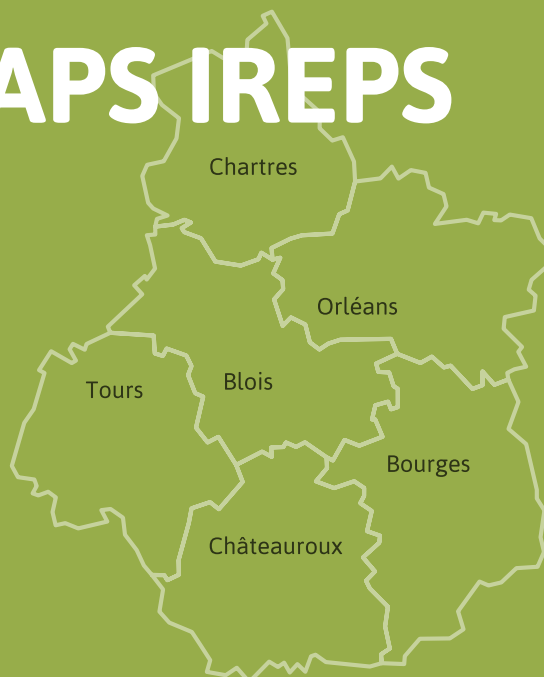 APS IREPS
Chartres
Orléans
Blois
Tours
Bourges
Châteauroux